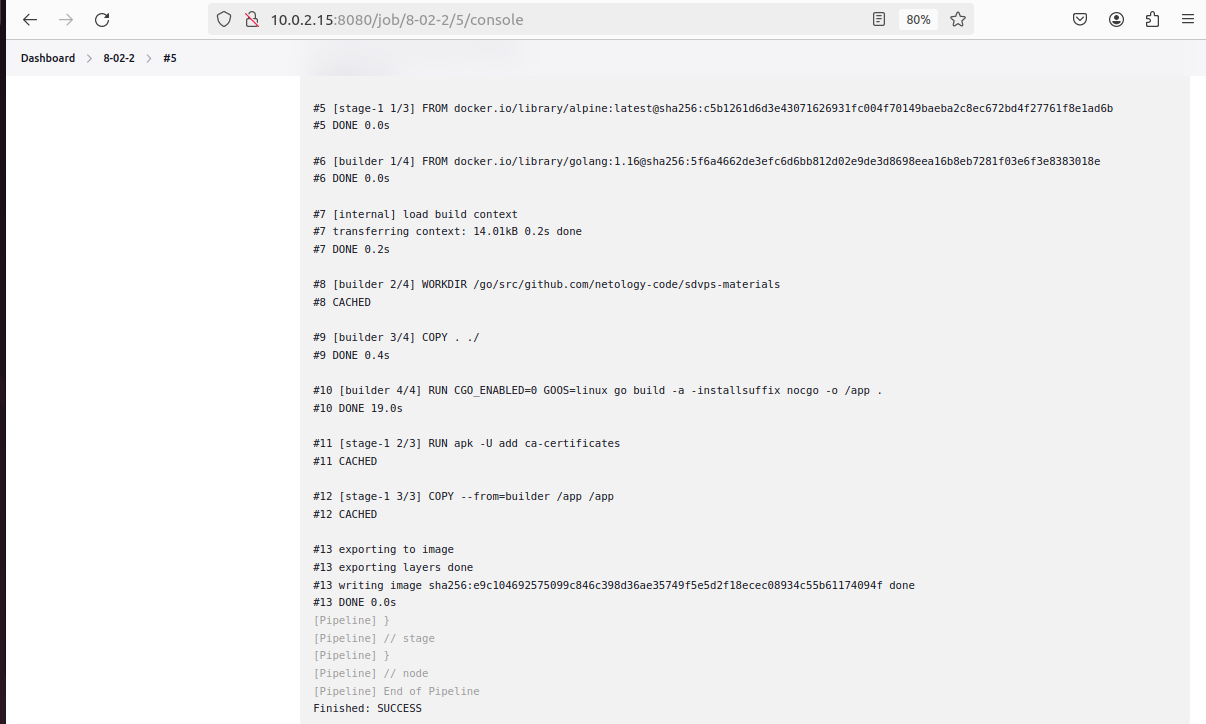 10.0.2.15:8080/job/8-02-2/5/console
80%
Dashboard > 8-02-2 > #5
#5 [stage-1 1/3] FROM docker.io/library/alpine:latest@sha256:c5b1261d6d3e43071626931fc004f70149baeba2c8ec672bd4f27761f8e1ad6b
#5 DONE 0.0s
#6 [builder 1/4] FROM docker.io/library/golang:1.16@sha256:5f6a4662de3efc6d6bb812d02e9de3d8698eea16b8eb7281f03e6f3e8383018e
#6 DONE 0.0s
#7 [internal] load build context
#7 transferring context: 14.01kB 0.2s done
#7 DONE 0.2s
#8 [builder 2/4] WORKDIR /go/src/github.com/netology-code/sdvps-materials
#8 CACHED
#9 [builder 3/4] COPY . ./
#9 DONE 0.4s
#10 [builder 4/4] RUN CGO_ENABLED=0 GOOS=linux go build -a -installsuffix nocgo -o /app .
#10 DONE 19.0s
#11 [stage-1 2/3] RUN apk -U add ca-certificates
#11 CACHED
#12 [stage-1 3/3] COPY --from=builder /app /app
#12 CACHED
#13 exporting to image
#13 exporting layers done
#13 writing image sha256:e9c104692575099c846c398d36ae35749f5e5d2f18ecec08934c55b61174094f done
#13 DONE 0.0s
[Pipeline] }
[Pipeline] // stage
[Pipeline] }
[Pipeline] // node
[Pipeline] End of Pipeline
Finished: SUCCESS